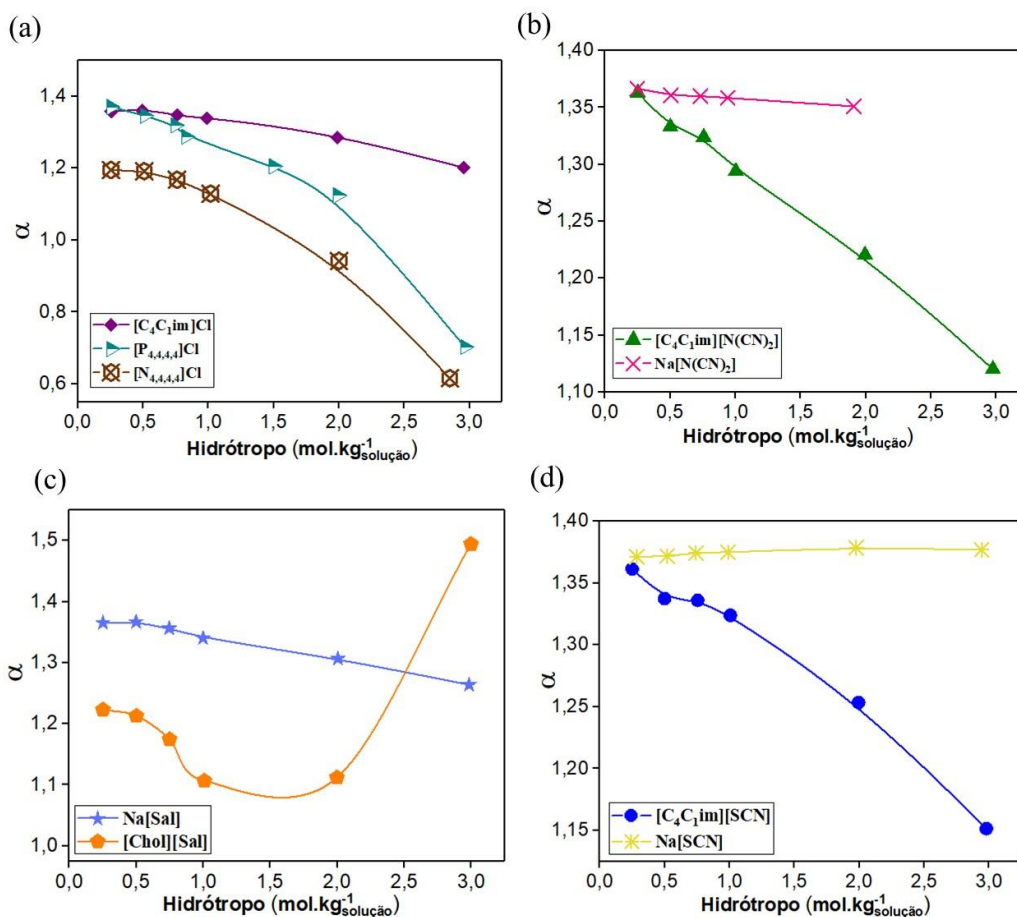 (a)
1,4
1,2
1,0
0,8
0,6
α
[C₄C₁im]Cl
[P₄,₄,₄,₄]Cl
[N₄,₄,₄,₄]Cl
0,0 0,5 1,0 1,5 2,0 2,5 3,0
Hidrótropo (mol.kg⁻¹solução)
(b)
1,40
1,35
1,30
1,25
1,20
1,15
1,10
α
[C₄C₁im][N(CN)₂]
Na[N(CN)₂]
0,0 0,5 1,0 1,5 2,0 2,5 3,0
Hidrótropo (mol.kg⁻¹solução)
(c)
1,5
1,4
1,3
1,2
1,1
1,0
α
Na[Sal]
[Chol][Sal]
0,0 0,5 1,0 1,5 2,0 2,5 3,0
Hidrótropo (mol.kg⁻¹solução)
(d)
1,40
1,35
1,30
1,25
1,20
1,15
α
[C₄C₁im][SCN]
Na[SCN]
0,0 0,5 1,0 1,5 2,0 2,5 3,0
Hidrótropo (mol.kg⁻¹solução)